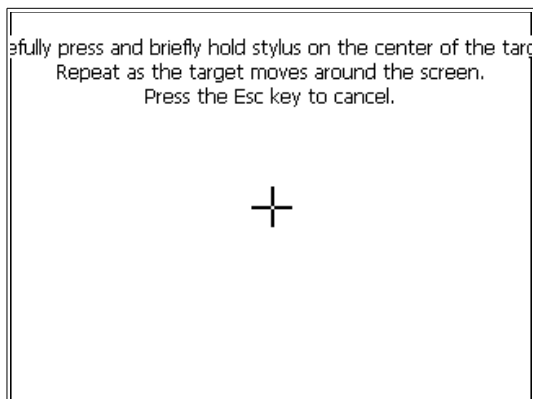 efully press and briefly hold stylus on the center of the targ
Repeat as the target moves around the screen.
Press the Esc key to cancel.